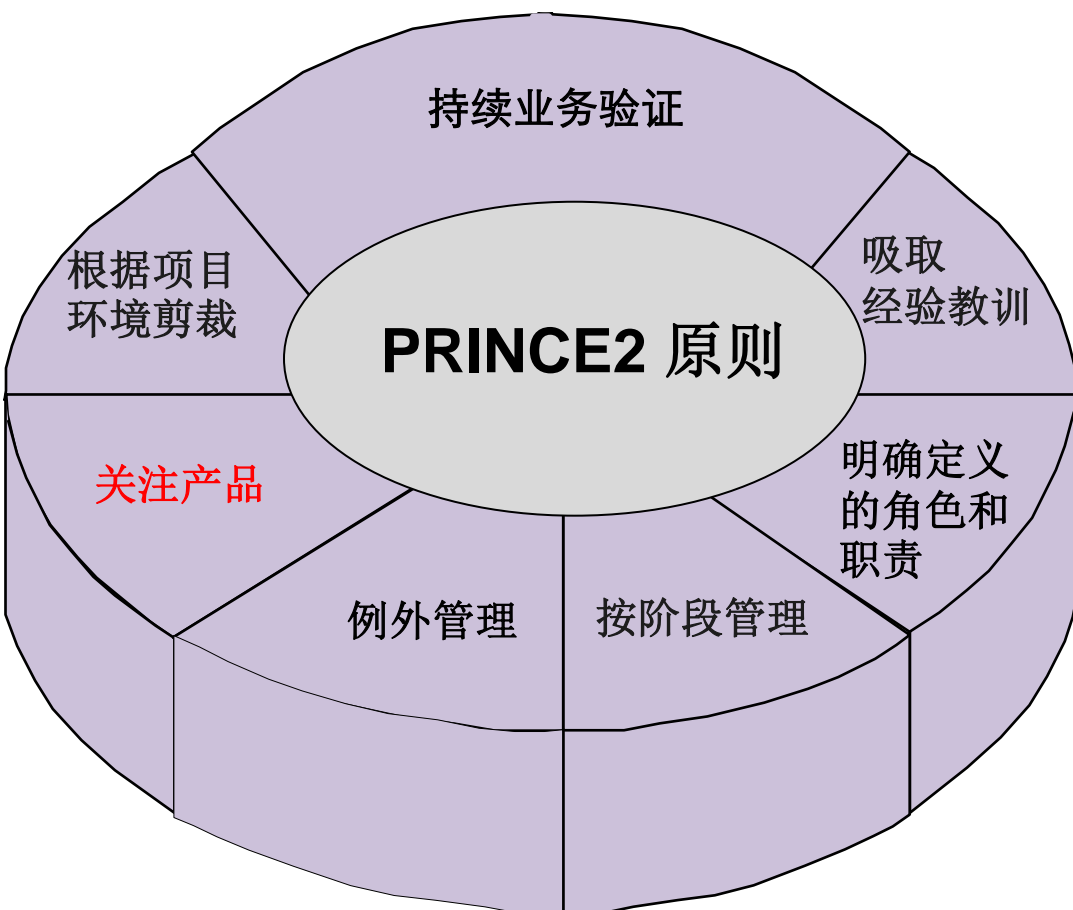 持续业务验证
根据项目
环境剪裁
吸取
经验教训
PRINCE2 原则
关注产品
明确定义
的角色和
职责
例外管理
按阶段管理